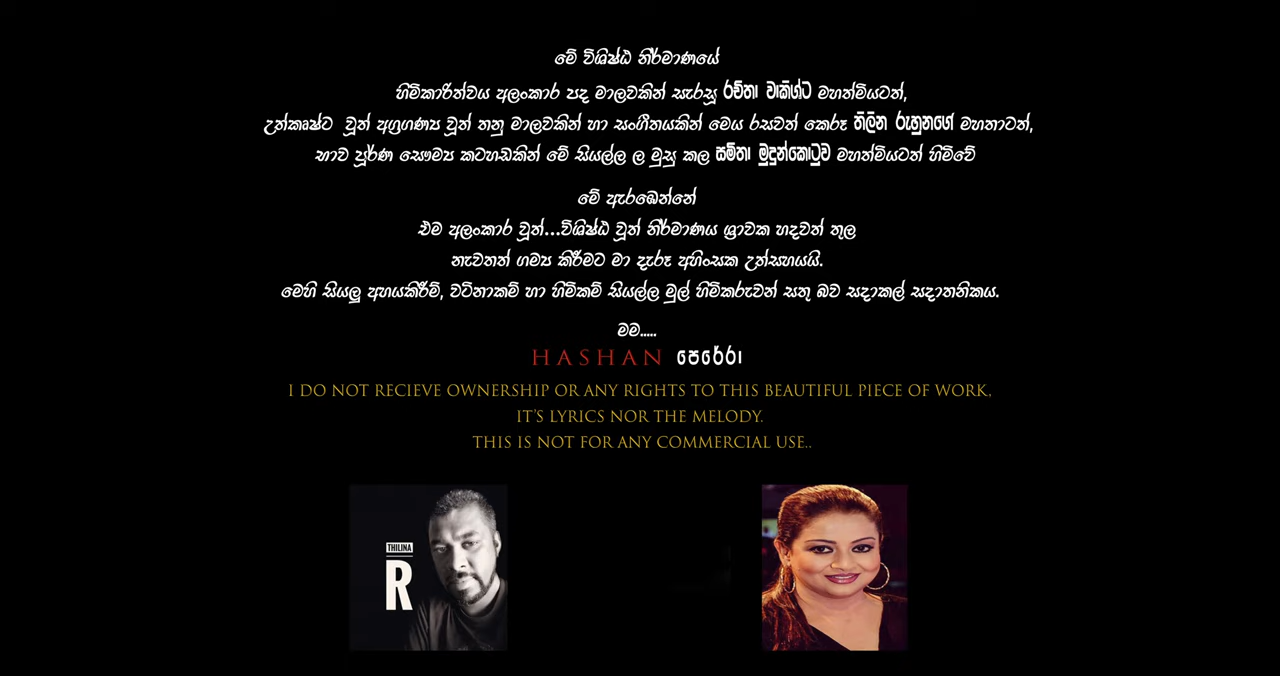 මේ විශිෂ්ඨ නිර්මාණයේ
හිමිකාරිත්වය අලංකාර පද මාලාවකින් සැරසූ රචිතා වාකිශ්ට මහත්මියටත්,
උත්කෘෂ්ට වූත් අග්‍රගණ්‍ය වූත් තනු මාලාවකින් හා සංගීතයකින් මෙය රසවත් කෙරූ තිලින රුහුනගේ මහතාටත්,
භාව පූර්ණ සෞම්‍ය කටහඩකින් මේ සියල්ල ල මුසු කල සමිතා මුදුන්කොටුව මහත්මියටත් හිමිවේ
මේ ඇරඹෙන්නේ
එම අලංකාර වූත්...විශිෂ්ඨ වූත් නිර්මාණය ශ්‍රාවක හදවත් තුල
නැවතත් ගම්‍ය කිරීමට මා දැරූ අහිංසක උත්සහයයි.
මෙහි සියලූ අගයකිරීම්, වටිනාකම් හා හිමිකම් සියල්ල මුල් හිමිකරුවන් සතු බව සදාකල් සදාතනිකය.
මම.....
HASHAN පෙරේරා
I DO NOT RECIEVE OWNERSHIP OR ANY RIGHTS TO THIS BEAUTIFUL PIECE OF WORK,
IT'S LYRICS NOR THE MELODY.
THIS IS NOT FOR ANY COMMERCIAL USE..
THILINA
R